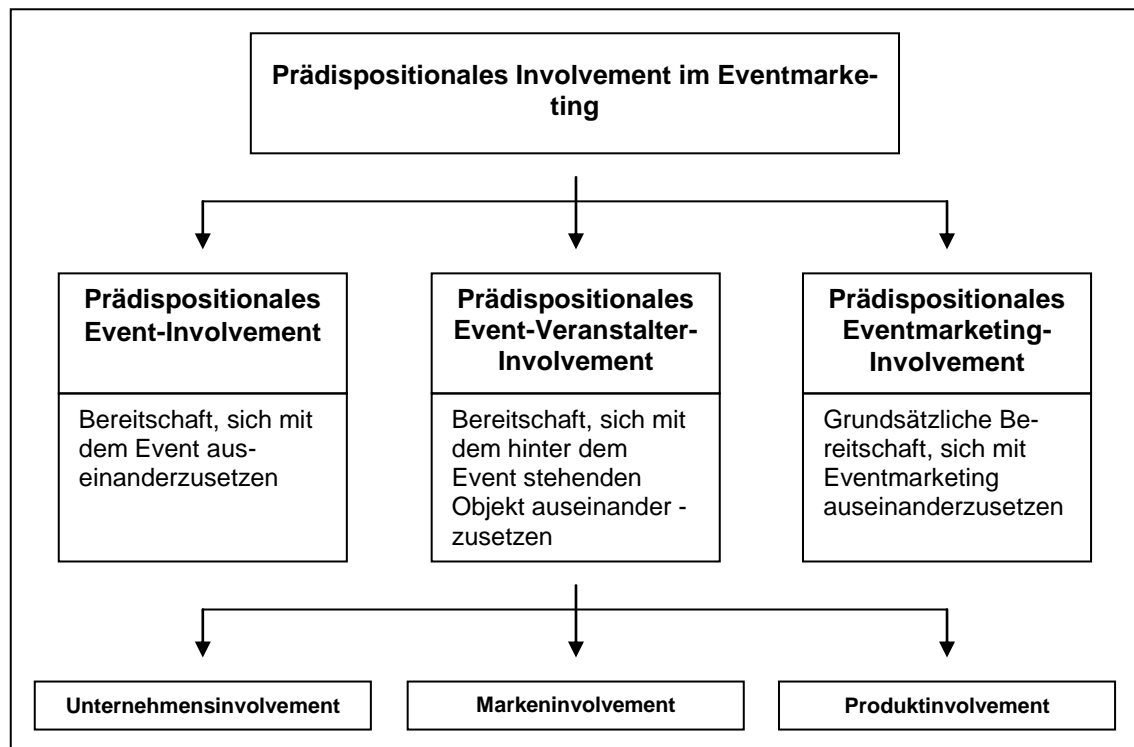 Prädispositionales Involvement im Eventmarke-
ting
Prädispositionales
Event-Involvement
Bereitschaft, sich mit
dem Event aus-
einanderzusetzen
Prädispositionales
Event-Veranstalter-
Involvement
Bereitschaft, sich mit
dem hinter dem
Event stehenden
Objekt auseinander -
zusetzen
Prädispositionales
Eventmarketing-
Involvement
Grundsätzliche Be-
reitschaft, sich mit
Eventmarketing
auseinanderzusetzen
Unternehmensinvolvement
Markeninvolvement
Produktinvolvement